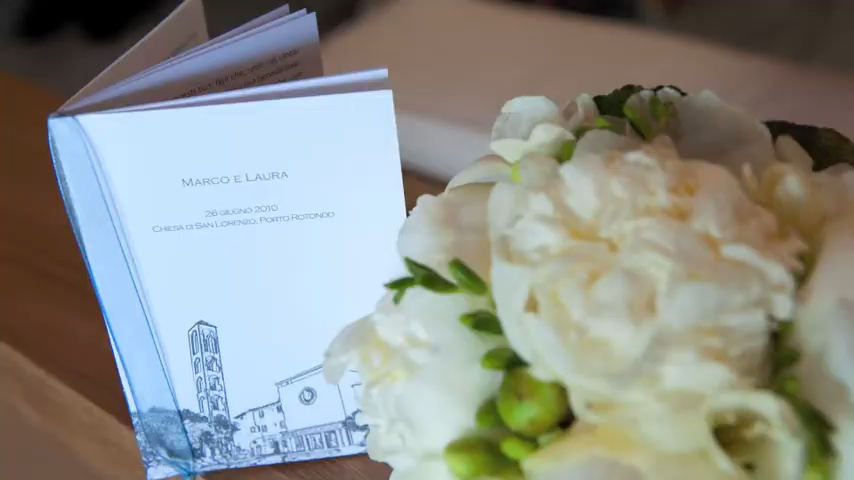 MARCO E LAURA
28 GIUGNO 2010
CHIESA DI SAN LORENZO, PORTO ROTONDO